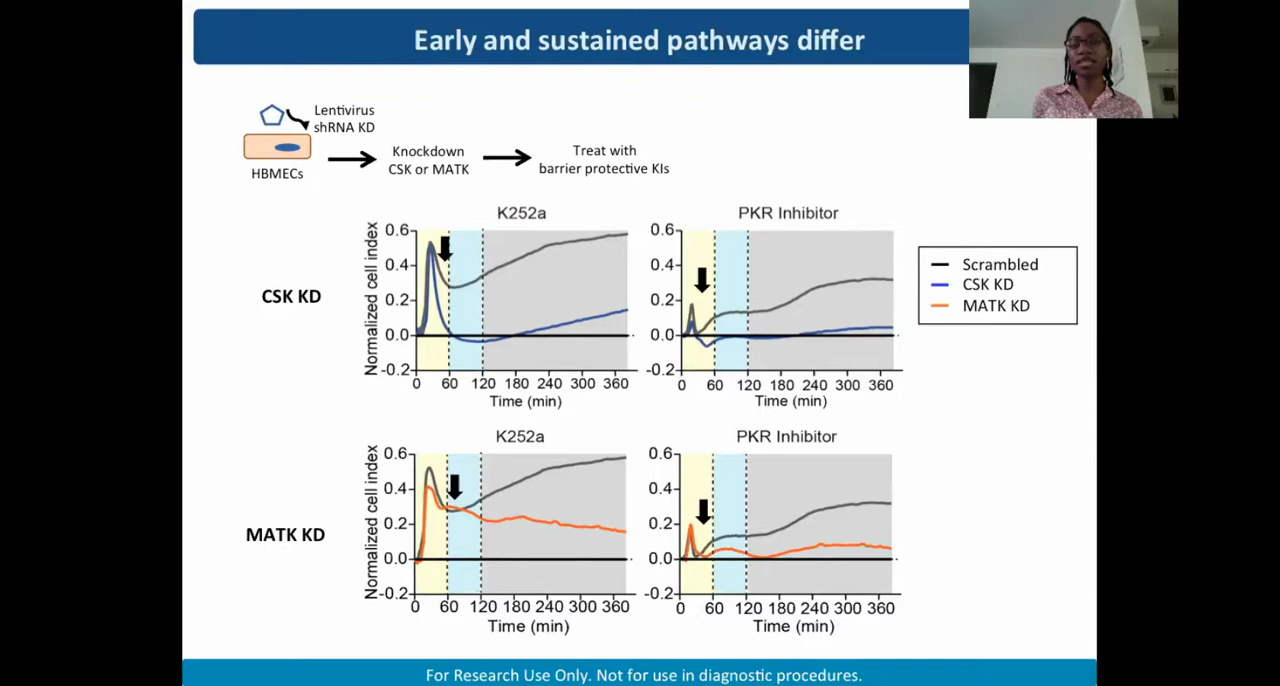 Early and sustained pathways differ
Lentivirus
shRNA KD
HBMECs
Knockdown
CSK or MATK
Treat with
barrier protective KIs
CSK KD
K252a
Normalized cell index
0.6
0.4
0.2
0.0
-0.2
0 60 120 180 240 300 360
Time (min)
PKR Inhibitor
0.6
0.4
0.2
0.0
-0.2
0 60 120 180 240 300 360
Time (min)
Scrambled
CSK KD
MATK KD
MATK KD
K252a
Normalized cell index
0.6
0.4
0.2
0.0
-0.2
0 60 120 180 240 300 360
Time (min)
PKR Inhibitor
0.6
0.4
0.2
0.0
-0.2
0 60 120 180 240 300 360
Time (min)
For Research Use Only. Not for use in diagnostic procedures.